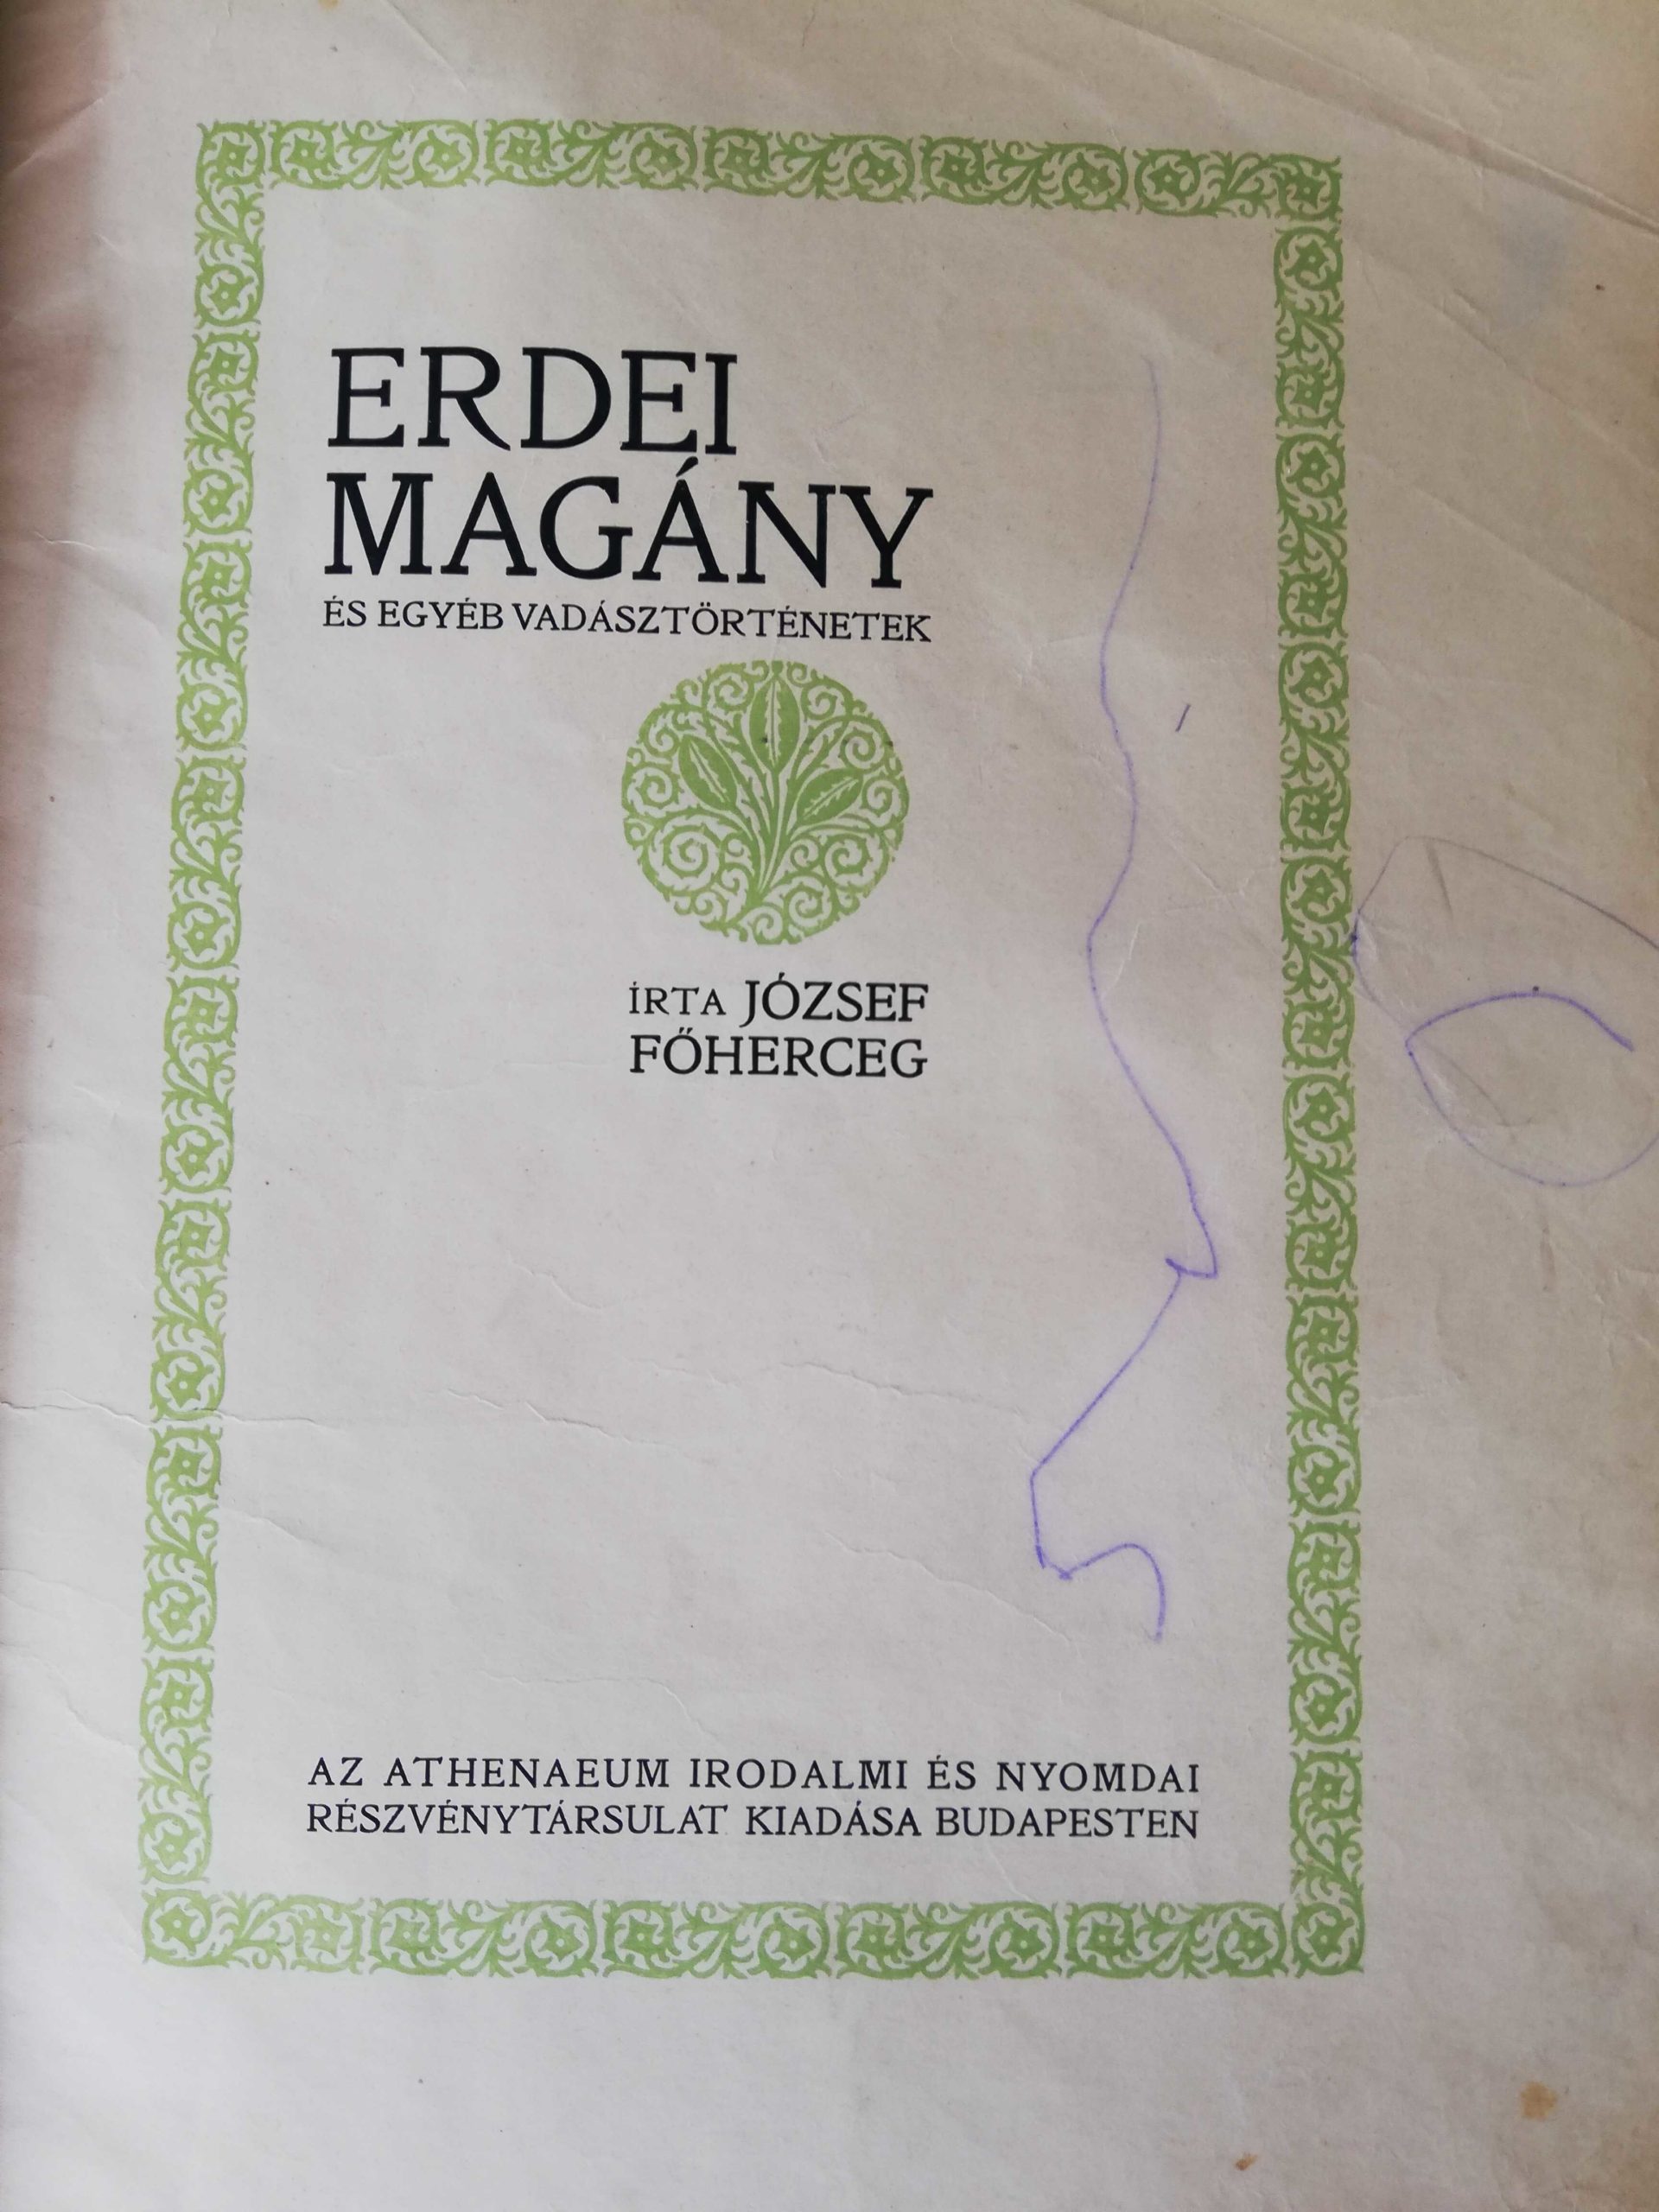 ERDEI
MAGÁNY
ÉS EGYÉB VADÁSZTÖRTÉNETEK
ÍRTA JÓZSEF
FŐHERCEG
AZ ATHENAEUM IRODALMI ÉS NYOMDAI
RÉSZVÉNYTÁRSULAT KIADÁSA BUDAPESTEN